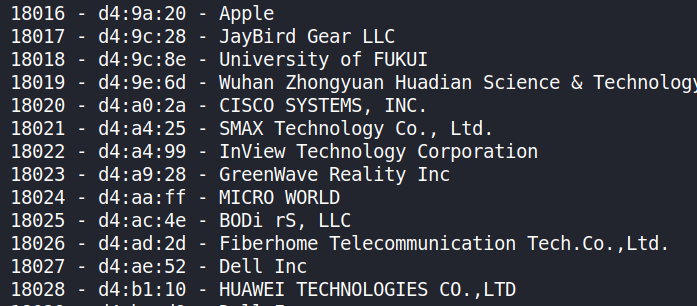 18016 - d4:9a:20 - Apple
18017 - d4:9c:28 - JayBird Gear LLC
18018 - d4:9c:8e - University of FUKUI
18019 - d4:9e:6d - Wuhan Zhongyuan Huadian Science & Technology
18020 - d4:a0:2a - CISCO SYSTEMS, INC.
18021 - d4:a4:25 - SMAX Technology Co., Ltd.
18022 - d4:a4:99 - InView Technology Corporation
18023 - d4:a9:28 - GreenWave Reality Inc
18024 - d4:aa:ff - MICRO WORLD
18025 - d4:ac:4e - BODi rS, LLC
18026 - d4:ad:2d - Fiberhome Telecommunication Tech.Co.,Ltd.
18027 - d4:ae:52 - Dell Inc
18028 - d4:b1:10 - HUAWEI TECHNOLOGIES CO.,LTD